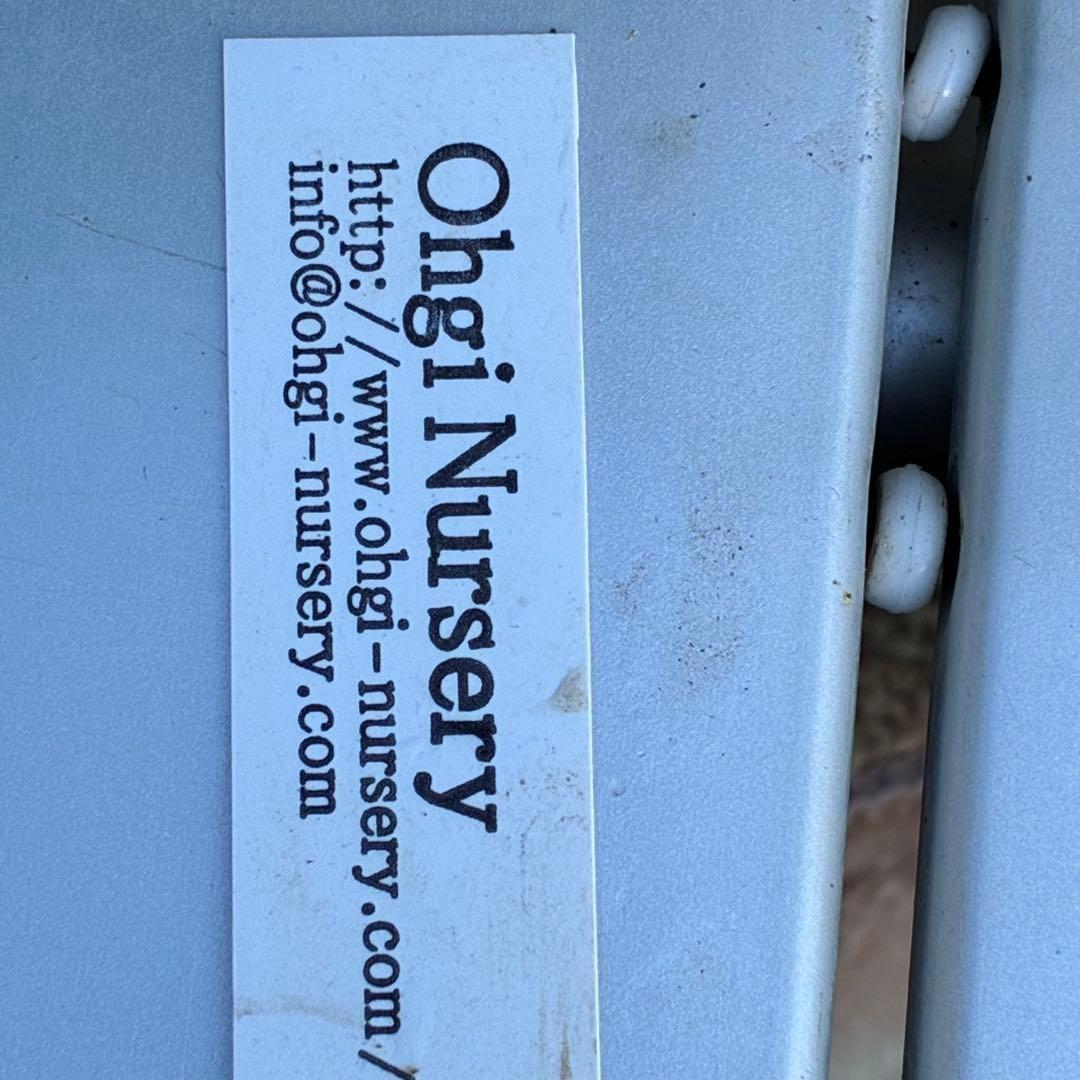 Ohgi Nursery
http://www.ohgi-nursery.com/
info@ohgi-nursery.com